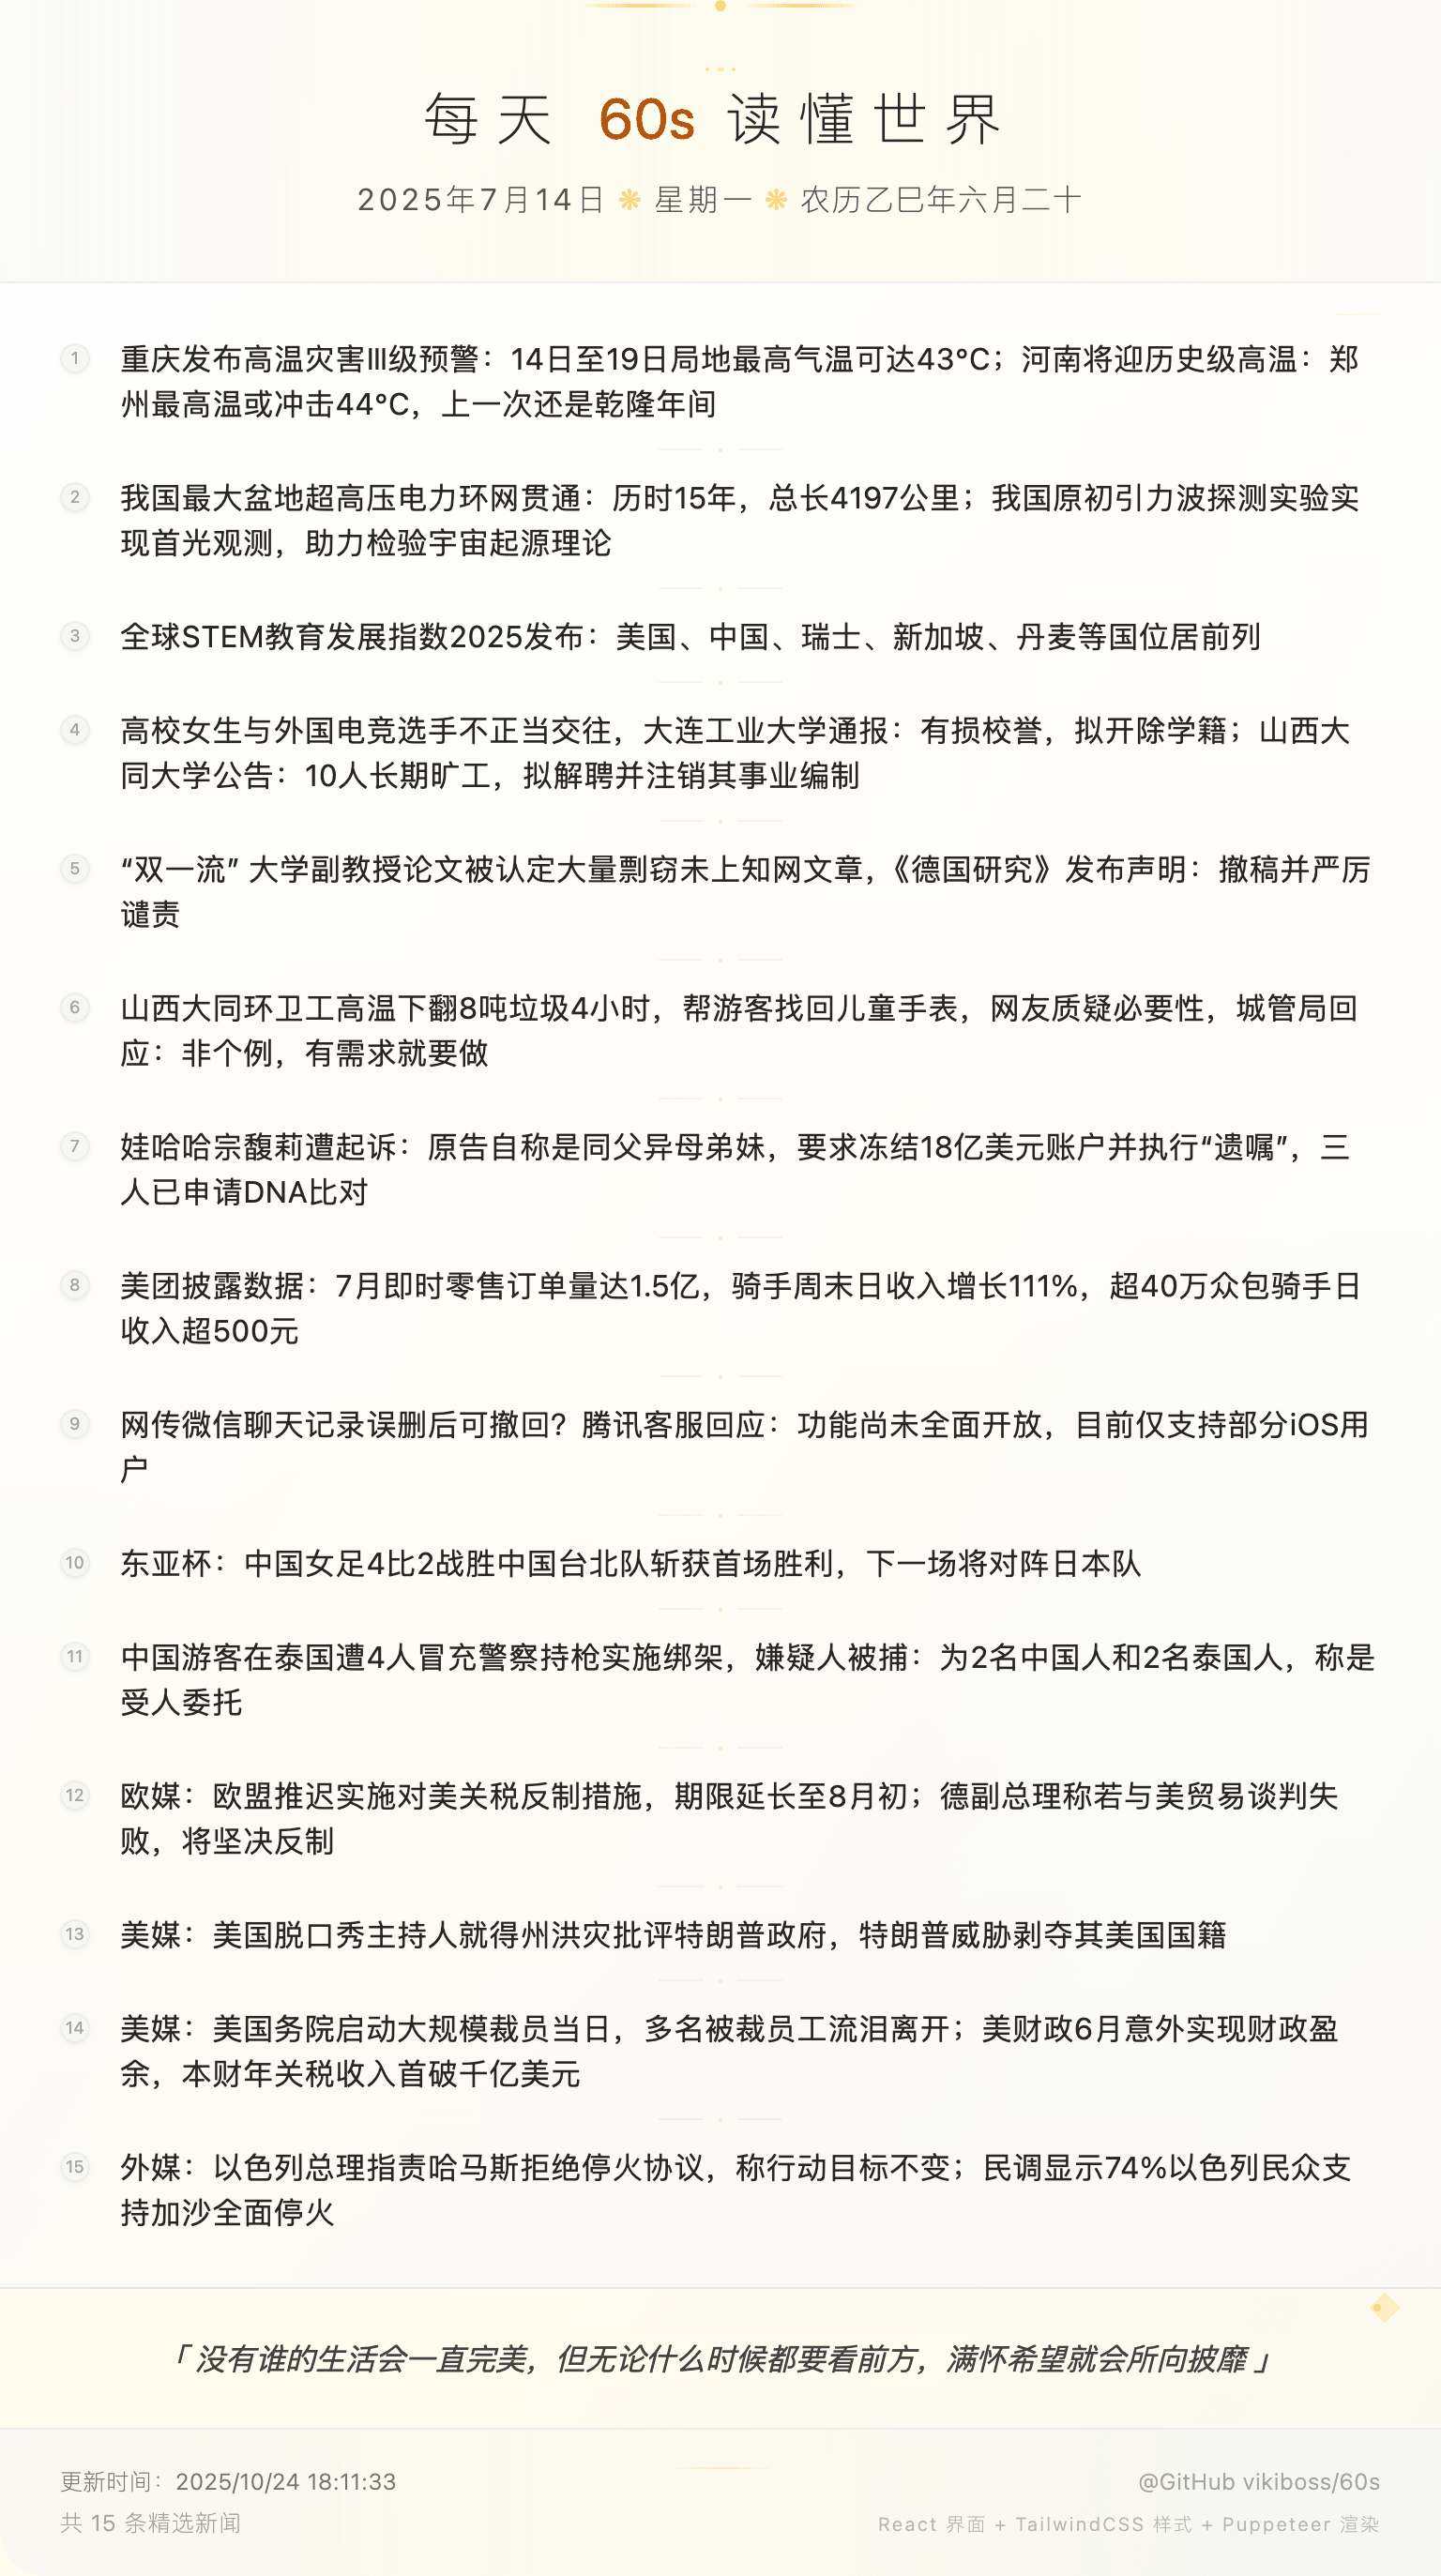 每天 60s 读懂世界
2025年7月14日 ❋ 星期一 ❋ 农历乙巳年六月二十
1 重庆发布高温灾害Ⅲ级预警：14日至19日局地最高气温可达43°C；河南将迎历史级高温：郑
州最高温或冲击44°C，上一次还是乾隆年间
2 我国最大盆地超高压电力环网贯通：历时15年，总长4197公里；我国原初引力波探测实验实
现首光观测，助力检验宇宙起源理论
3 全球STEM教育发展指数2025发布：美国、中国、瑞士、新加坡、丹麦等国位居前列
4 高校女生与外国电竞选手不正当交往，大连工业大学通报：有损校誉，拟开除学籍；山西大
同大学公告：10人长期旷工，拟解聘并注销其事业编制
5 “双一流” 大学副教授论文被认定大量剽窃未上知网文章，《德国研究》发布声明：撤稿并严厉
谴责
6 山西大同环卫工高温下翻8吨垃圾4小时，帮游客找回儿童手表，网友质疑必要性，城管局回
应：非个例，有需求就要做
7 娃哈哈宗馥莉遭起诉：原告自称是同父异母弟妹，要求冻结18亿美元账户并执行“遗嘱”，三
人已申请DNA比对
8 美团披露数据：7月即时零售订单量达1.5亿，骑手周末日收入增长111%，超40万众包骑手日
收入超500元
9 网传微信聊天记录误删后可撤回？腾讯客服回应：功能尚未全面开放，目前仅支持部分iOS用
户
10 东亚杯：中国女足4比2战胜中国台北队斩获首场胜利，下一场将对阵日本队
11 中国游客在泰国遭4人冒充警察持枪实施绑架，嫌疑人被捕：为2名中国人和2名泰国人，称是
受人委托
12 欧媒：欧盟推迟实施对美关税反制措施，期限延长至8月初；德副总理称若与美贸易谈判失
败，将坚决反制
13 美媒：美国脱口秀主持人就得州洪灾批评特朗普政府，特朗普威胁剥夺其美国国籍
14 美媒：美国务院启动大规模裁员当日，多名被裁员工流泪离开；美财政6月意外实现财政盈
余，本财年关税收入首破千亿美元
15 外媒：以色列总理指责哈马斯拒绝停火协议，称行动目标不变；民调显示74%以色列民众支
持加沙全面停火
「 没有谁的生活会一直完美，但无论什么时候都要看前方，满怀希望就会所向披靡 」
更新时间：2025/10/24 18:11:33
@GitHub vikiboss/60s
共 15 条精选新闻
React 界面 + TailwindCSS 样式 + Puppeteer 渲染